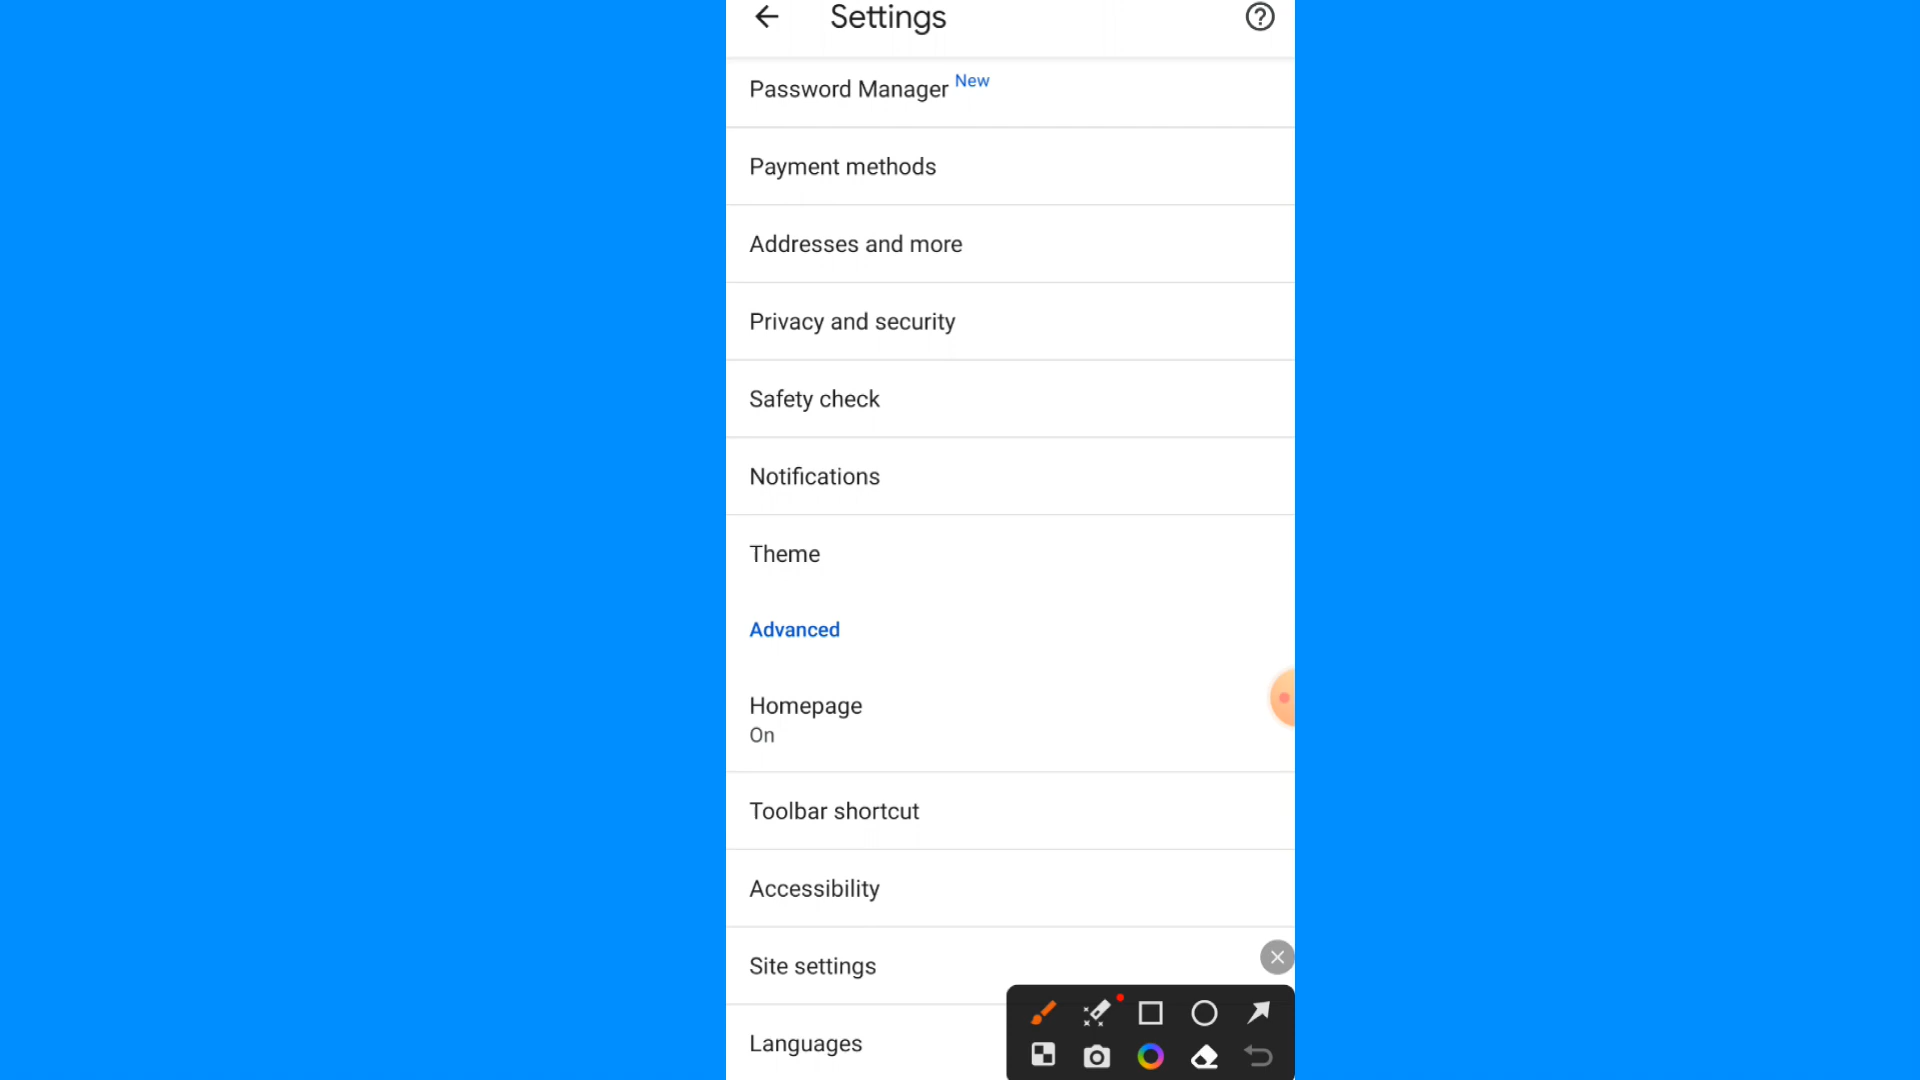 Settings
Password Manager New
Payment methods
Addresses and more
Privacy and security
Safety check
Notifications
Theme
Advanced
Homepage
On
Toolbar shortcut
Accessibility
Site settings
Languages